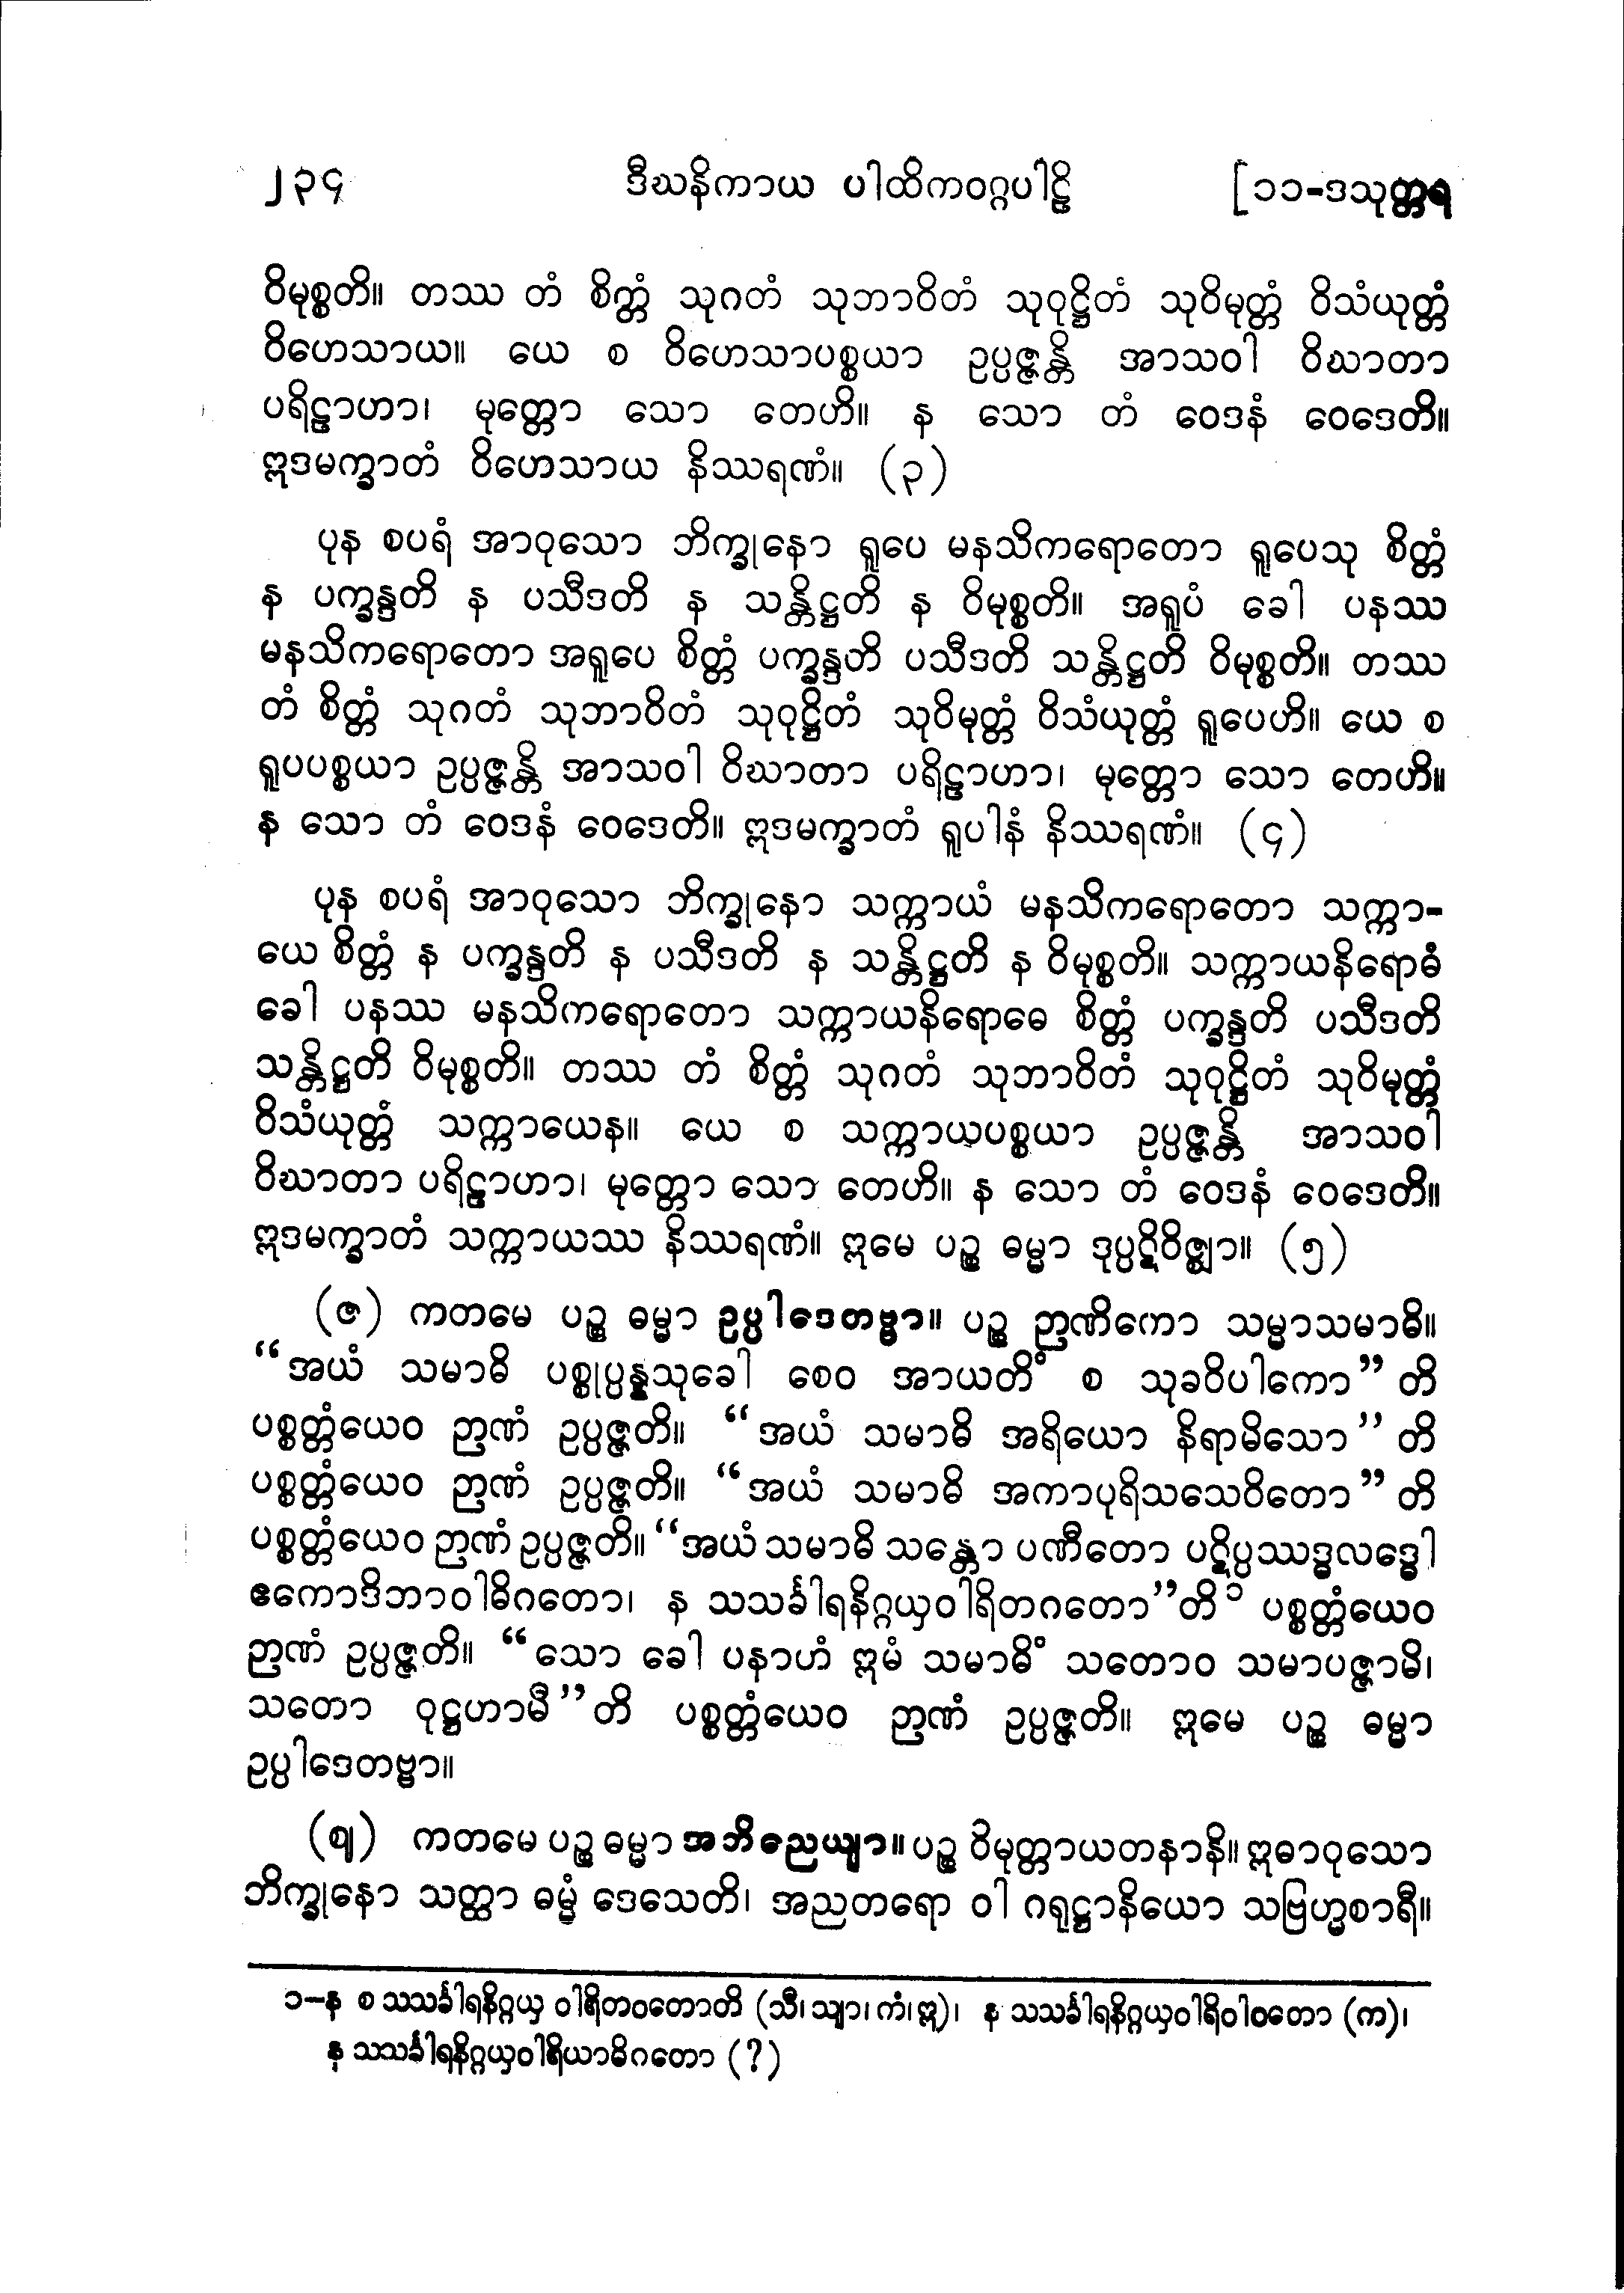 ၂၃၄ ဒီဃနိကာယ ပါထိကဝဂ္ဂပါဠိ [၁၁-ဒသုတ္တရ
ဝိမုစ္စတိ။ တဿ တံ စိတ္တံ သုဂတံ သုဘာဝိတံ သုဝုဋ္ဌိတံ သုဝိမုတ္တံ ဝိသံယုတ္တံ
ဝိဟေသာယ။ ယေ စ ဝိဟေသာပစ္စယာ ဥပ္ပဇ္ဇန္တိ အာသဝါ ဝိဃာတာ
ပရိဠာဟာ၊ မုတ္တော သော တေဟိ။ န သော တံ ဝေဒနံ ဝေဒေတိ။
ဣဒမက္ခာတံ ဝိဟေသာယ နိဿရဏံ။ (၃)
ပုန စပရံ အာဝုသော ဘိက္ခုနော ရူပေ မနသိကရောတော ရူပေသု စိတ္တံ
န ပက္ခန္ဒတိ န ပသီဒတိ န သန္တိဋ္ဌတိ န ဝိမုစ္စတိ။ အရူပံ ခေါ ပနဿ
မနသိကရောတော အရူပေ စိတ္တံ ပက္ခန္ဒတိ ပသီဒတိ သန္တိဋ္ဌတိ ဝိမုစ္စတိ။ တဿ
တံ စိတ္တံ သုဂတံ သုဘာဝိတံ သုဝုဋ္ဌိတံ သုဝိမုတ္တံ ဝိသံယုတ္တံ ရူပေဟိ။ ယေ စ
ရူပပစ္စယာ ဥပ္ပဇ္ဇန္တိ အာသဝါ ဝိဃာတာ ပရိဠာဟာ၊ မုတ္တော သော တေဟိ။
န သော တံ ဝေဒနံ ဝေဒေတိ။ ဣဒမက္ခာတံ ရူပါနံ နိဿရဏံ။ (၄)
ပုန စပရံ အာဝုသော ဘိက္ခုနော သက္ကာယံ မနသိကရောတော သက္ကာ-
ယေ စိတ္တံ န ပက္ခန္ဒတိ န ပသီဒတိ န သန္တိဋ္ဌတိ န ဝိမုစ္စတိ။ သက္ကာယနိရောဓံ
ခေါ ပနဿ မနသိကရောတော သက္ကာယနိရောဓေ စိတ္တံ ပက္ခန္ဒတိ ပသီဒတိ
သန္တိဋ္ဌတိ ဝိမုစ္စတိ။ တဿ တံ စိတ္တံ သုဂတံ သုဘာဝိတံ သုဝုဋ္ဌိတံ သုဝိမုတ္တံ
ဝိသံယုတ္တံ သက္ကာယေန။ ယေ စ သက္ကာယပစ္စယာ ဥပ္ပဇ္ဇန္တိ အာသဝါ
ဝိဃာတာ ပရိဠာဟာ၊ မုတ္တော သော တေဟိ။ န သော တံ ဝေဒနံ ဝေဒေတိ။
ဣဒမက္ခာတံ သက္ကာယဿ နိဿရဏံ။ ဣမေ ပဉ္စ ဓမ္မာ ဒုပ္ပဋိဝိဇ္ဈာ။ (၅)
(ဇ) ကတမေ ပဉ္စ ဓမ္မာ ဥပ္ပါဒေတဗ္ဗာ။ ပဉ္စ ဉာဏိကော သမ္မာသမာဓိ။
“အယံ သမာဓိ ပစ္စုပ္ပန္နသုခေါ စေဝ အာယတိံ စ သုခဝိပါကော”တိ
ပစ္စတ္တံယေဝ ဉာဏံ ဥပ္ပဇ္ဇတိ။ “အယံ သမာဓိ အရိယော နိရာမိသော”တိ
ပစ္စတ္တံယေဝ ဉာဏံ ဥပ္ပဇ္ဇတိ။ “အယံ သမာဓိ အကာပုရိသသေဝိတော”တိ
ပစ္စတ္တံယေဝ ဉာဏံ ဥပ္ပဇ္ဇတိ။ “အယံ သမာဓိ သန္တော ပဏီတော ပဋိပ္ပဿဒ္ဓလဒ္ဓေါ
ဧကောဒိဘာဝါဓိဂတော၊ န သသင်္ခါရနိဂ္ဂယှဝါရိတဂတော”တိ၁ ပစ္စတ္တံယေဝ
ဉာဏံ ဥပ္ပဇ္ဇတိ။ “သော ခေါ ပနာဟံ ဣမံ သမာဓိံ သတောဝ သမာပဇ္ဇာမိ၊
သတော ဝုဋ္ဌဟာမီ”တိ ပစ္စတ္တံယေဝ ဉာဏံ ဥပ္ပဇ္ဇတိ။ ဣမေ ပဉ္စ ဓမ္မာ
ဥပ္ပါဒေတဗ္ဗာ။
(ဈ) ကတမေ ပဉ္စ ဓမ္မာ အဘိညေယျာ။ ပဉ္စ ဝိမုတ္တာယတနာနိ။ ဣဓာဝုသော
ဘိက္ခုနော သတ္ထာ ဓမ္မံ ဒေသေတိ၊ အညတရော ဝါ ဂရုဋ္ဌာနိယော သဗြဟ္မစာရီ။
၁-န စ သသင်္ခါရနိဂ္ဂယှ ဝါရိတဝတောတိ (သီ၊ သျာ၊ ကံ၊ ဣ)၊ န သသင်္ခါရနိဂ္ဂယှဝါရိဝါဝတော (က)၊
န သသင်္ခါရနိဂ္ဂယှဝါရိယာဓိဂတော (?)